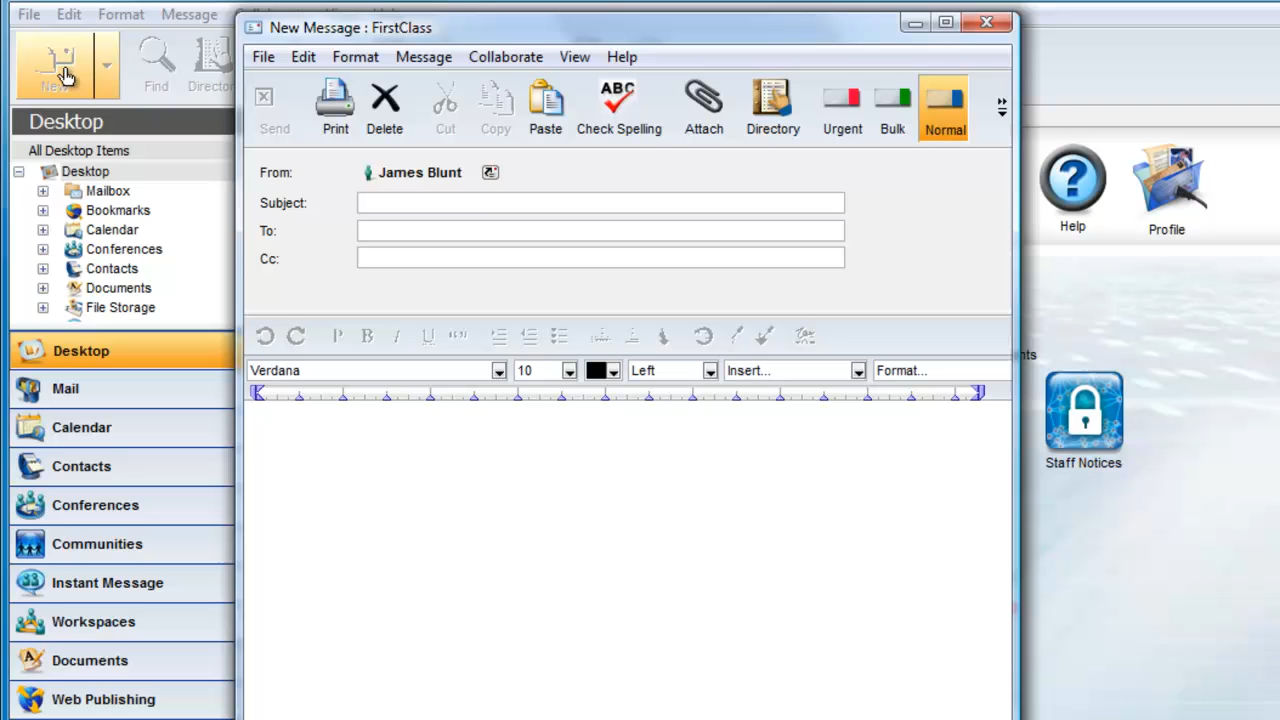 File Edit Format Message
New Message : FirstClass
File Edit Format Message Collaborate View Help
New Find
Send Print Delete Cut Copy Paste ABC Check Spelling Attach Directory Urgent Bulk Normal
Desktop
All Desktop Items
Desktop
Mailbox
Bookmarks
Calendar
Conferences
Contacts
Documents
File Storage
From: James Blunt
Subject:
To:
Cc:
Verdana 10 Left Insert... Format...
Desktop
Mail
Calendar
Contacts
Conferences
Communities
Instant Message
Workspaces
Documents
Web Publishing
Help
Profile
Staff Notices